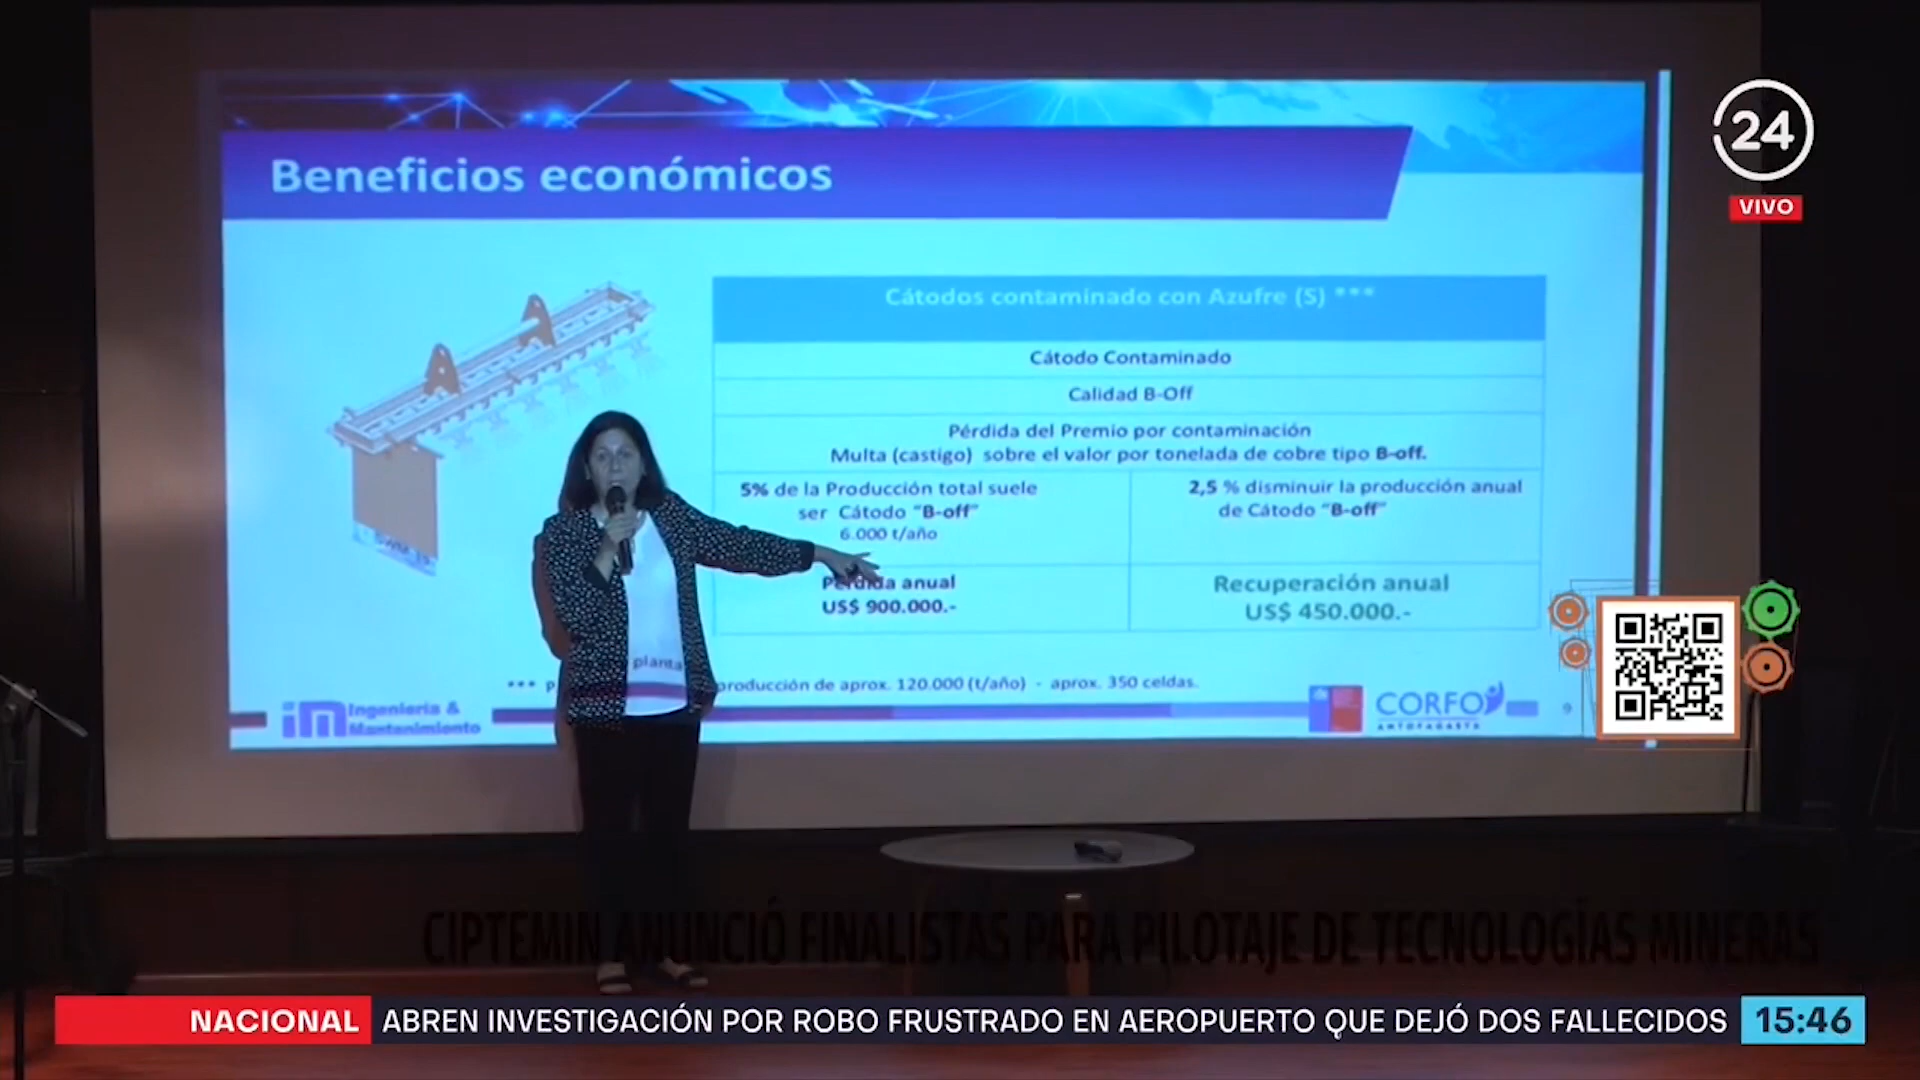 24
VIVO
Beneficios económicos
Cátodos contaminado con Azufre (S) ***
Cátodo Contaminado
Calidad B-Off
Pérdida del Premio por contaminación
Multa (castigo) sobre el valor por tonelada de cobre tipo B-off.
5% de la Producción total suele
ser Cátodo "B-off"
6.000 t/año
2,5 % disminuir la producción anual
de Cátodo "B-off"
Pérdida anual
US$ 900.000.-
Recuperación anual
US$ 450.000.-
*** planta producción de aprox. 120.000 (t/año) - aprox. 350 celdas.
im Ingeniería &
Mantenimiento
CORFO
ANTOFAGASTA
9
CIPTEMIN ANUNCIÓ FINALISTAS PARA PILOTAJE DE TECNOLOGÍAS MINERAS
NACIONAL ABREN INVESTIGACIÓN POR ROBO FRUSTRADO EN AEROPUERTO QUE DEJÓ DOS FALLECIDOS 15:46